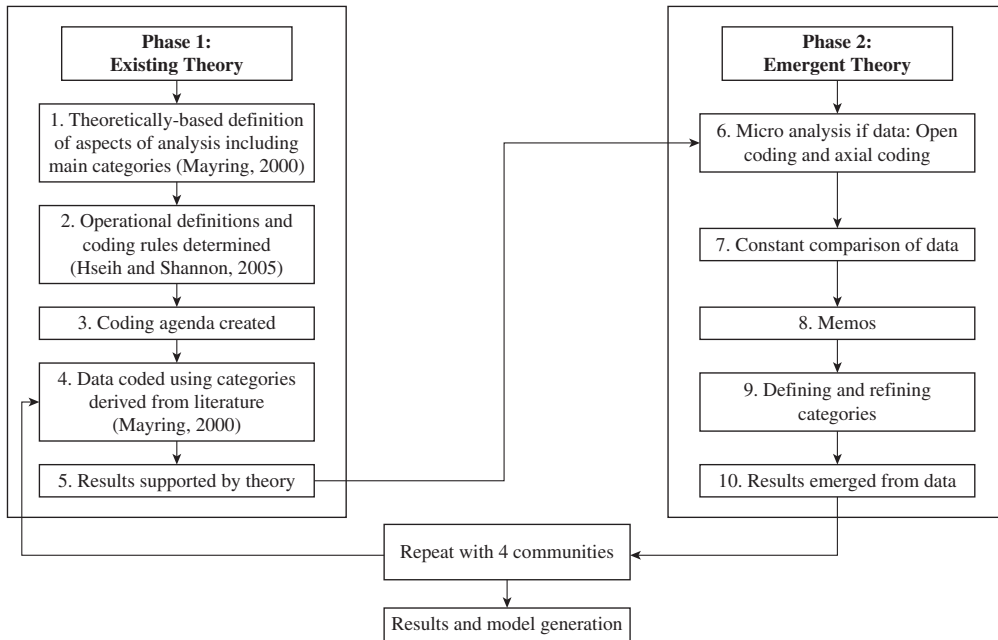 Phase 1:
Existing Theory
1. Theoretically-based definition
of aspects of analysis including
main categories (Mayring, 2000)
2. Operational definitions and
coding rules determined
(Hseih and Shannon, 2005)
3. Coding agenda created
4. Data coded using categories
derived from literature
(Mayring, 2000)
5. Results supported by theory
Phase 2:
Emergent Theory
6. Micro analysis if data: Open
coding and axial coding
7. Constant comparison of data
8. Memos
9. Defining and refining
categories
10. Results emerged from data
Repeat with 4 communities
Results and model generation